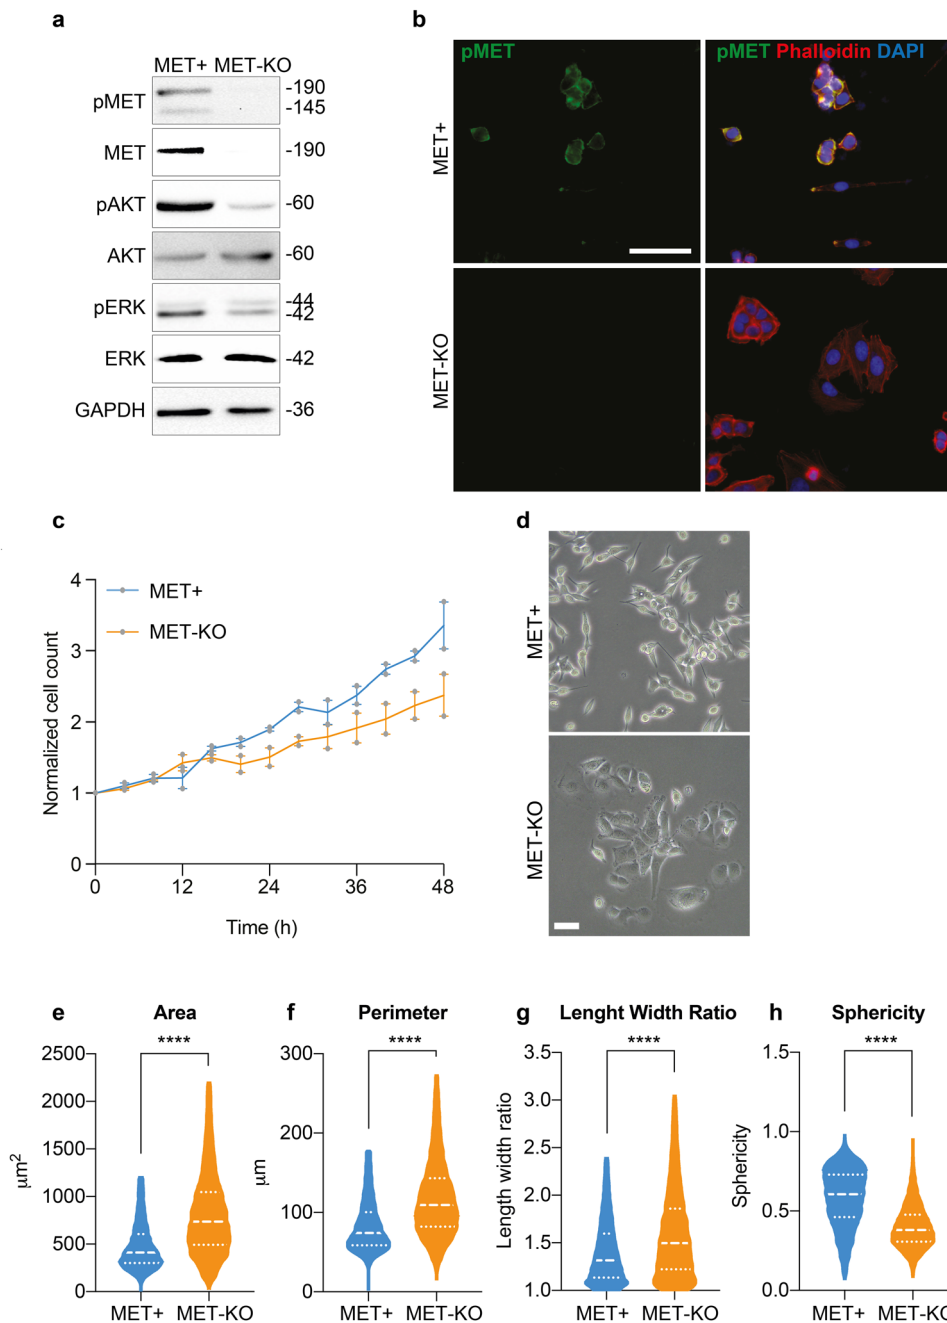 a
MET+ MET-KO
pMET -190
-145
MET -190
pAKT -60
AKT -60
pERK -44
-42
ERK -42
GAPDH -36
b
pMET
pMET Phalloidin DAPI
MET+
MET-KO
c
Normalized cell count
4
3
2
1
0
MET+
MET-KO
0 12 24 36 48
Time (h)
d
MET+
MET-KO
e Area
****
µm2
2500
2000
1500
1000
500
0
MET+ MET-KO
f Perimeter
****
µm
300
200
100
0
MET+ MET-KO
g Lenght Width Ratio
****
Length width ratio
3.5
3.0
2.5
2.0
1.5
1.0
MET+ MET-KO
h Sphericity
****
Sphericity
1.5
1.0
0.5
0.0
MET+ MET-KO